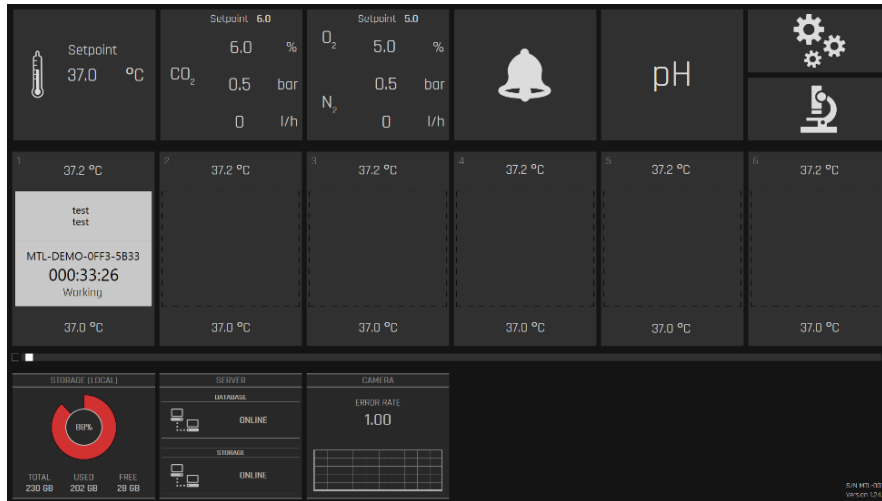 Setpoint
37.0 °C
Setpoint 6.0
CO2
6.0 %
0.5 bar
0 l/h
Setpoint 5.0
O2 5.0 %
0.5 bar
N2
0 l/h
pH
1 37.2 °C
2 37.2 °C
3 37.2 °C
4 37.2 °C
5 37.2 °C
6 37.2 °C
test
test
MTL-DEMO-0FF3-5B33
000:33:26
Working
37.0 °C
37.0 °C
37.0 °C
37.0 °C
37.0 °C
37.0 °C
STORAGE (LOCAL)
88%
TOTAL USED FREE
230 GB 202 GB 28 GB
SERVER
DATABASE
ONLINE
STORAGE
ONLINE
CAMERA
ERROR RATE
1.00